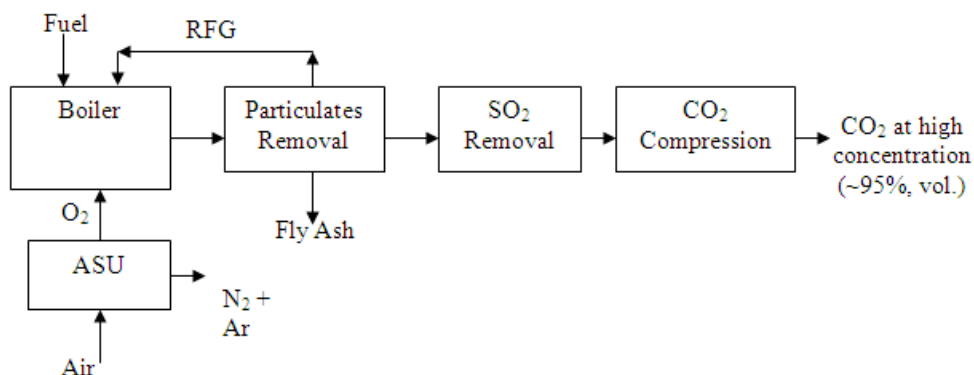 Fuel
RFG
Boiler
Particulates
Removal
SO₂
Removal
CO₂
Compression
CO₂ at high
concentration
(~95%, vol.)
O₂
Fly Ash
ASU
N₂ +
Ar
Air